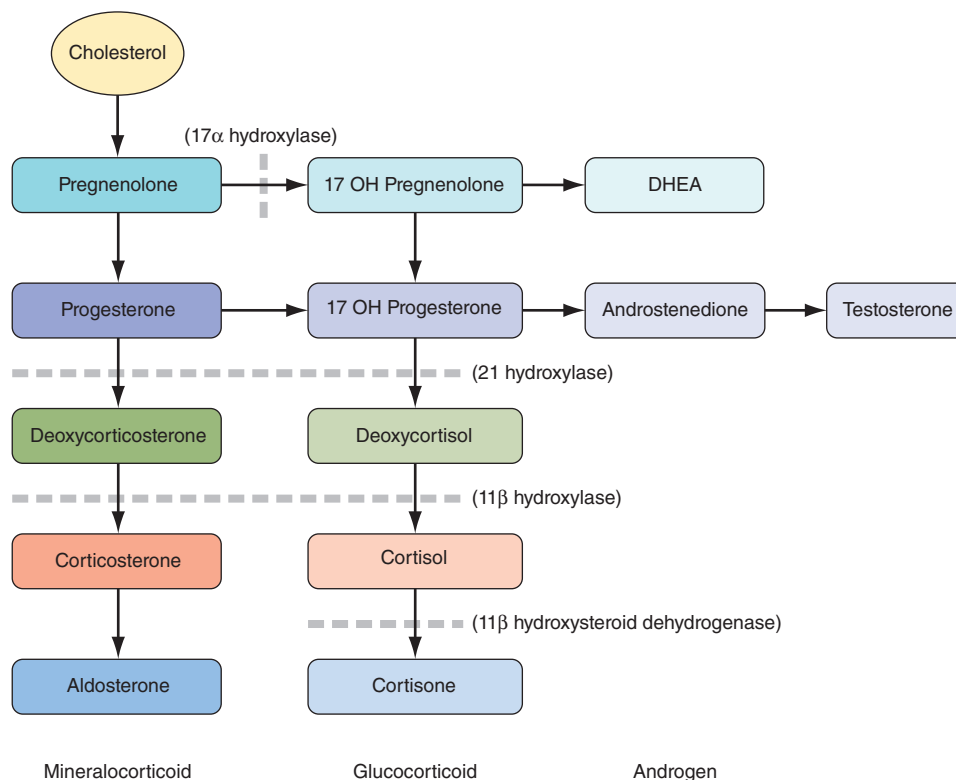 Cholesterol
(17α hydroxylase)
Pregnenolone
17 OH Pregnenolone
DHEA
Progesterone
17 OH Progesterone
Androstenedione
Testosterone
(21 hydroxylase)
Deoxycorticosterone
Deoxycortisol
(11β hydroxylase)
Corticosterone
Cortisol
(11β hydroxysteroid dehydrogenase)
Aldosterone
Cortisone
Mineralocorticoid
Glucocorticoid
Androgen